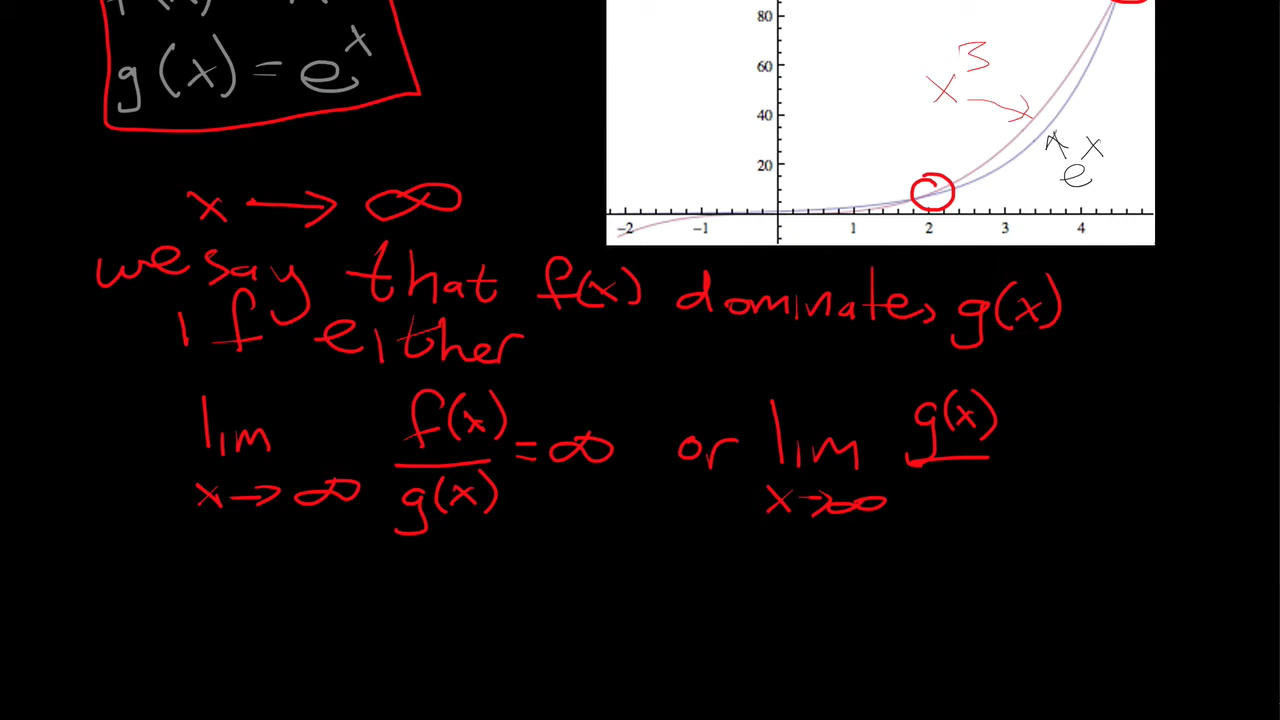 g(x) = e^x
80
60
40
20
-2 -1 1 2 3 4
x^3
e^x
x → ∞
we say that f(x) dominates g(x)
if either
lim x→∞ f(x)/g(x) = ∞ or lim x→∞ g(x)